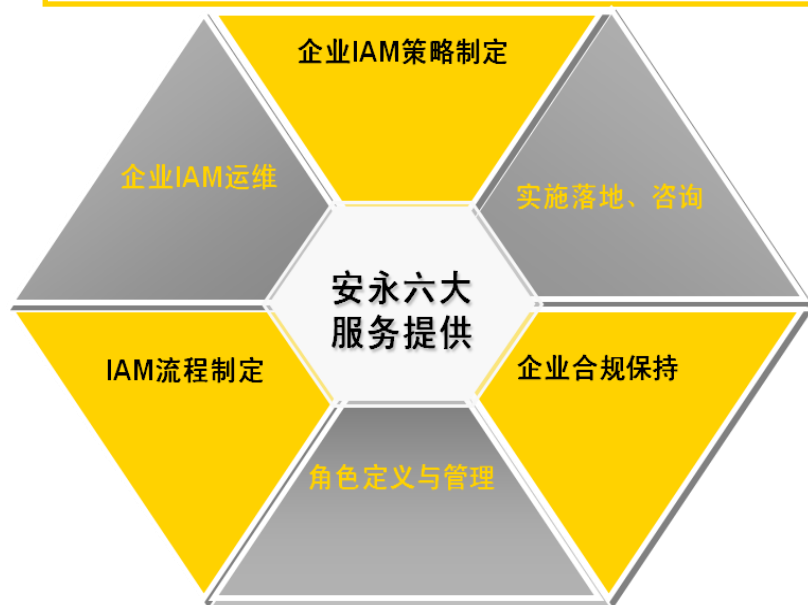 企业IAM策略制定
企业IAM运维
实施落地、咨询
安永六大
服务提供
IAM流程制定
企业合规保持
角色定义与管理